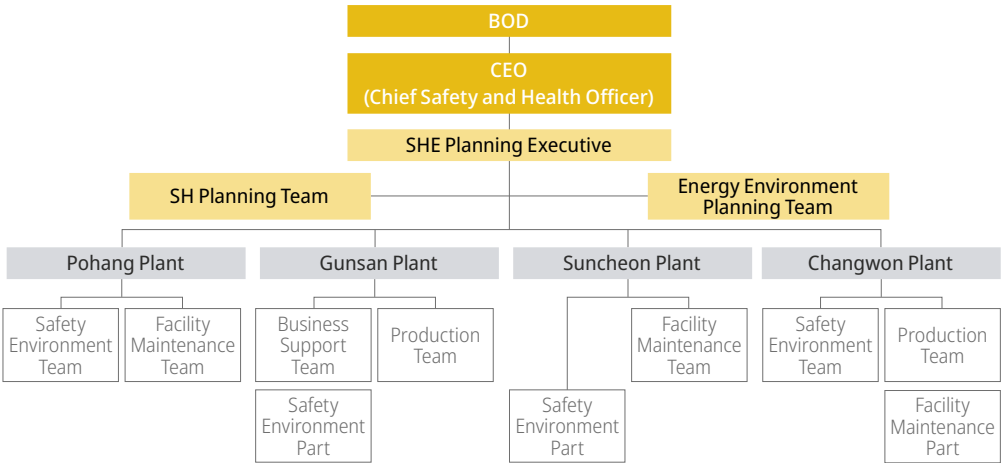 BOD
CEO
(Chief Safety and Health Officer)
SHE Planning Executive
SH Planning Team
Energy Environment
Planning Team
Pohang Plant
Gunsan Plant
Suncheon Plant
Changwon Plant
Safety
Environment
Team
Facility
Maintenance
Team
Business
Support
Team
Production
Team
Facility
Maintenance
Team
Safety
Environment
Team
Production
Team
Safety
Environment
Part
Safety
Environment
Part
Facility
Maintenance
Part